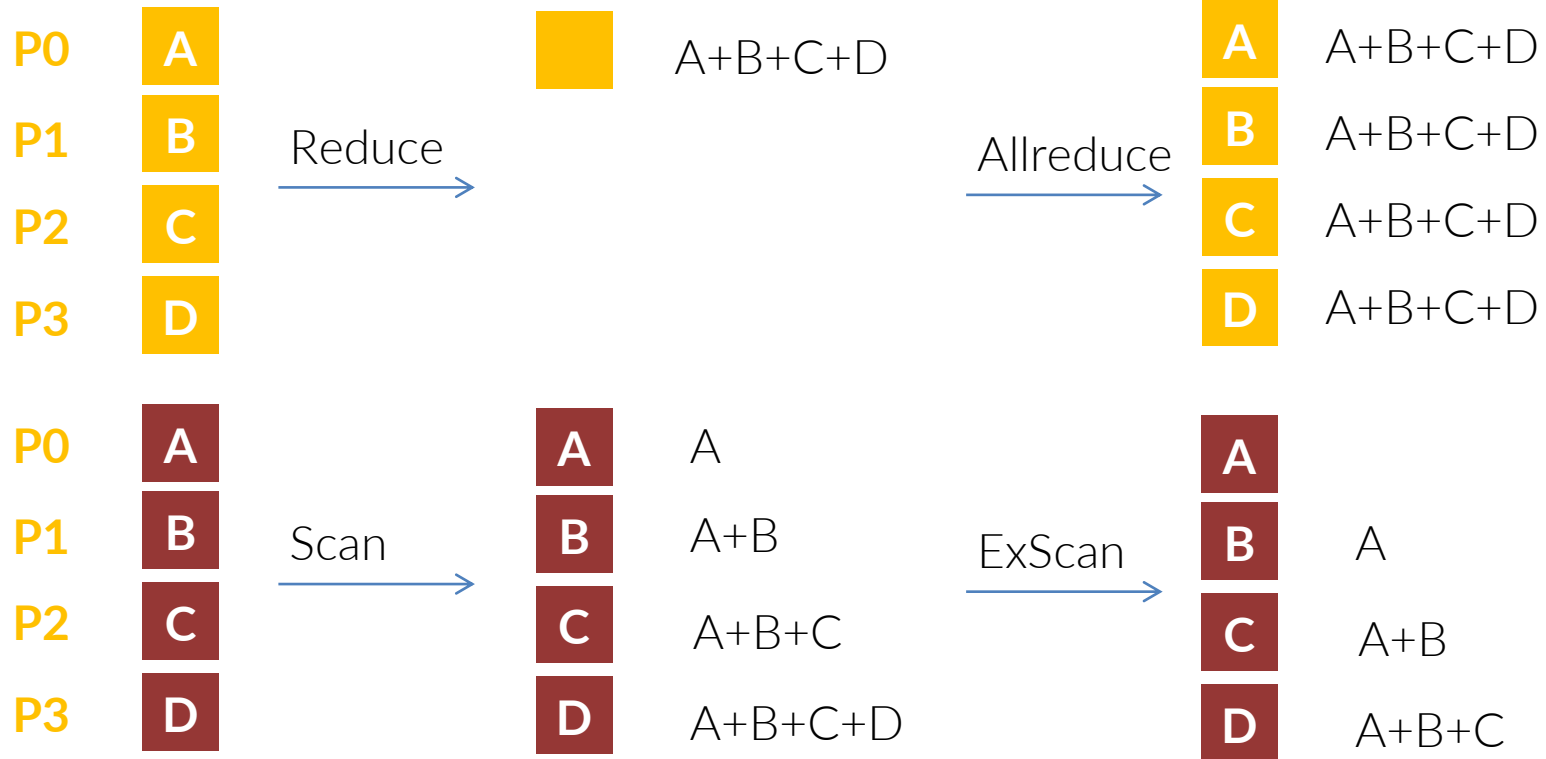 P0 A A+B+C+D A A+B+C+D
P1 B Reduce Allreduce B A+B+C+D
P2 C C A+B+C+D
P3 D D A+B+C+D
P0 A A A A
P1 B Scan B A+B ExScan B A
P2 C C A+B+C C A+B
P3 D D A+B+C+D D A+B+C